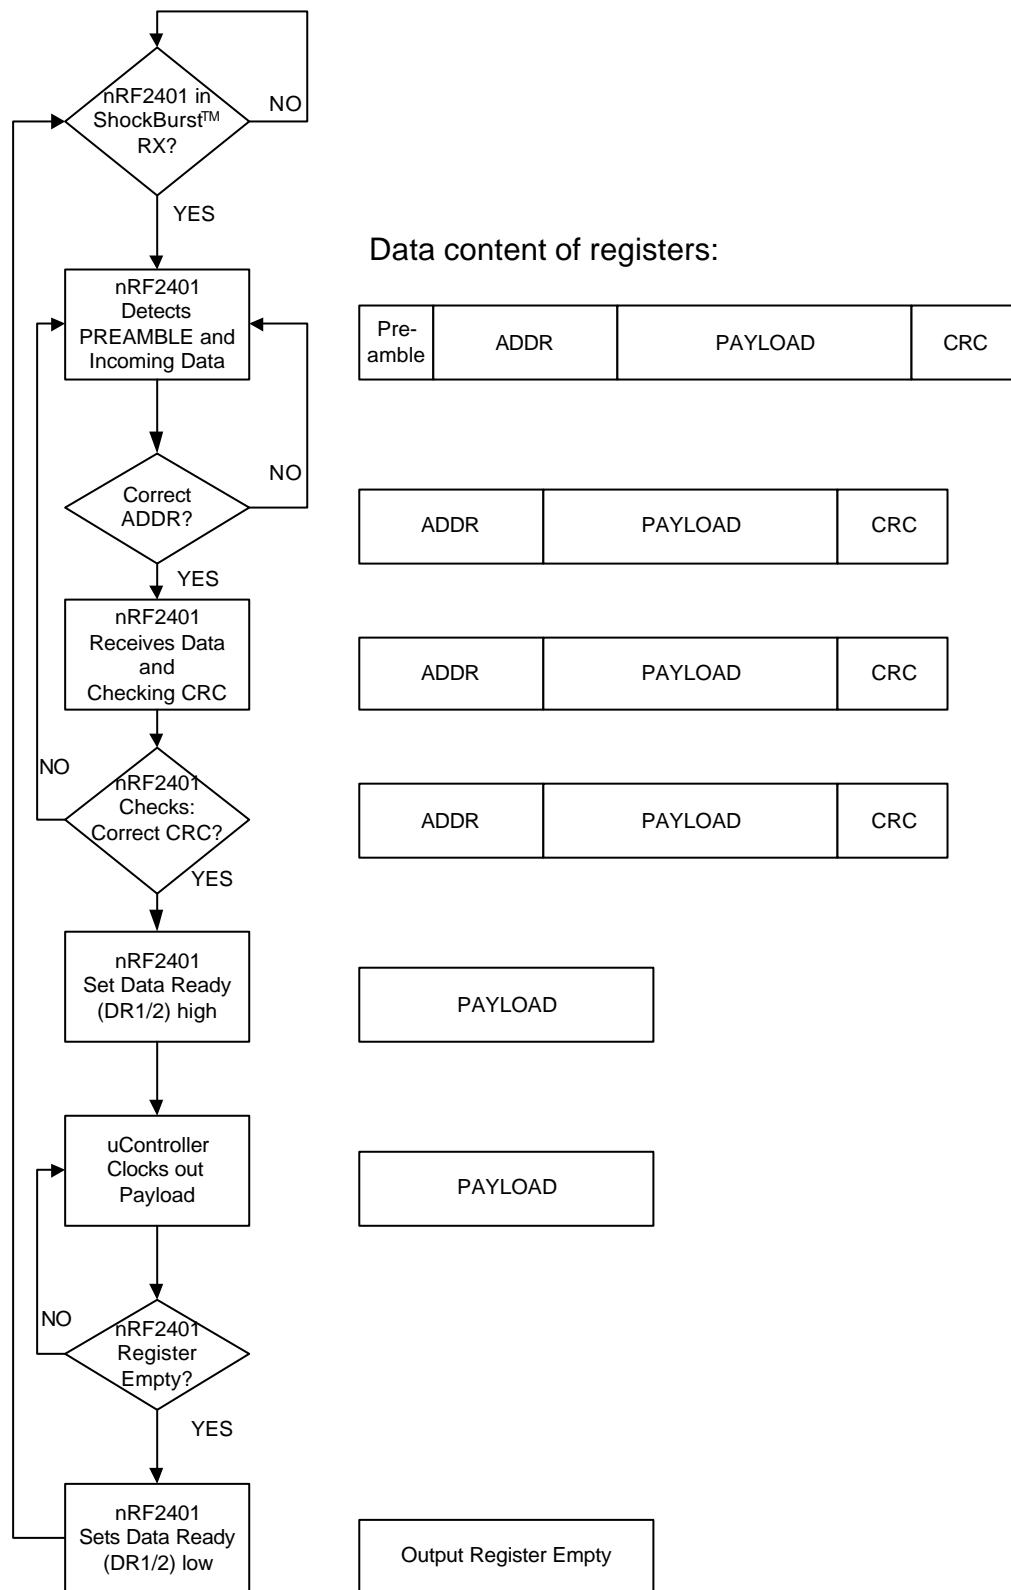 nRF2401 in
ShockBurst™
RX?
NO
YES
Data content of registers:
nRF2401
Detects
PREAMBLE and
Incoming Data
Pre-
amble
ADDR
PAYLOAD
CRC
NO
Correct
ADDR?
ADDR
PAYLOAD
CRC
YES
nRF2401
Receives Data
and
Checking CRC
ADDR
PAYLOAD
CRC
NO
nRF2401
Checks:
Correct CRC?
ADDR
PAYLOAD
CRC
YES
nRF2401
Set Data Ready
(DR1/2) high
PAYLOAD
uController
Clocks out
Payload
PAYLOAD
NO
nRF2401
Register
Empty?
YES
nRF2401
Sets Data Ready
(DR1/2) low
Output Register Empty